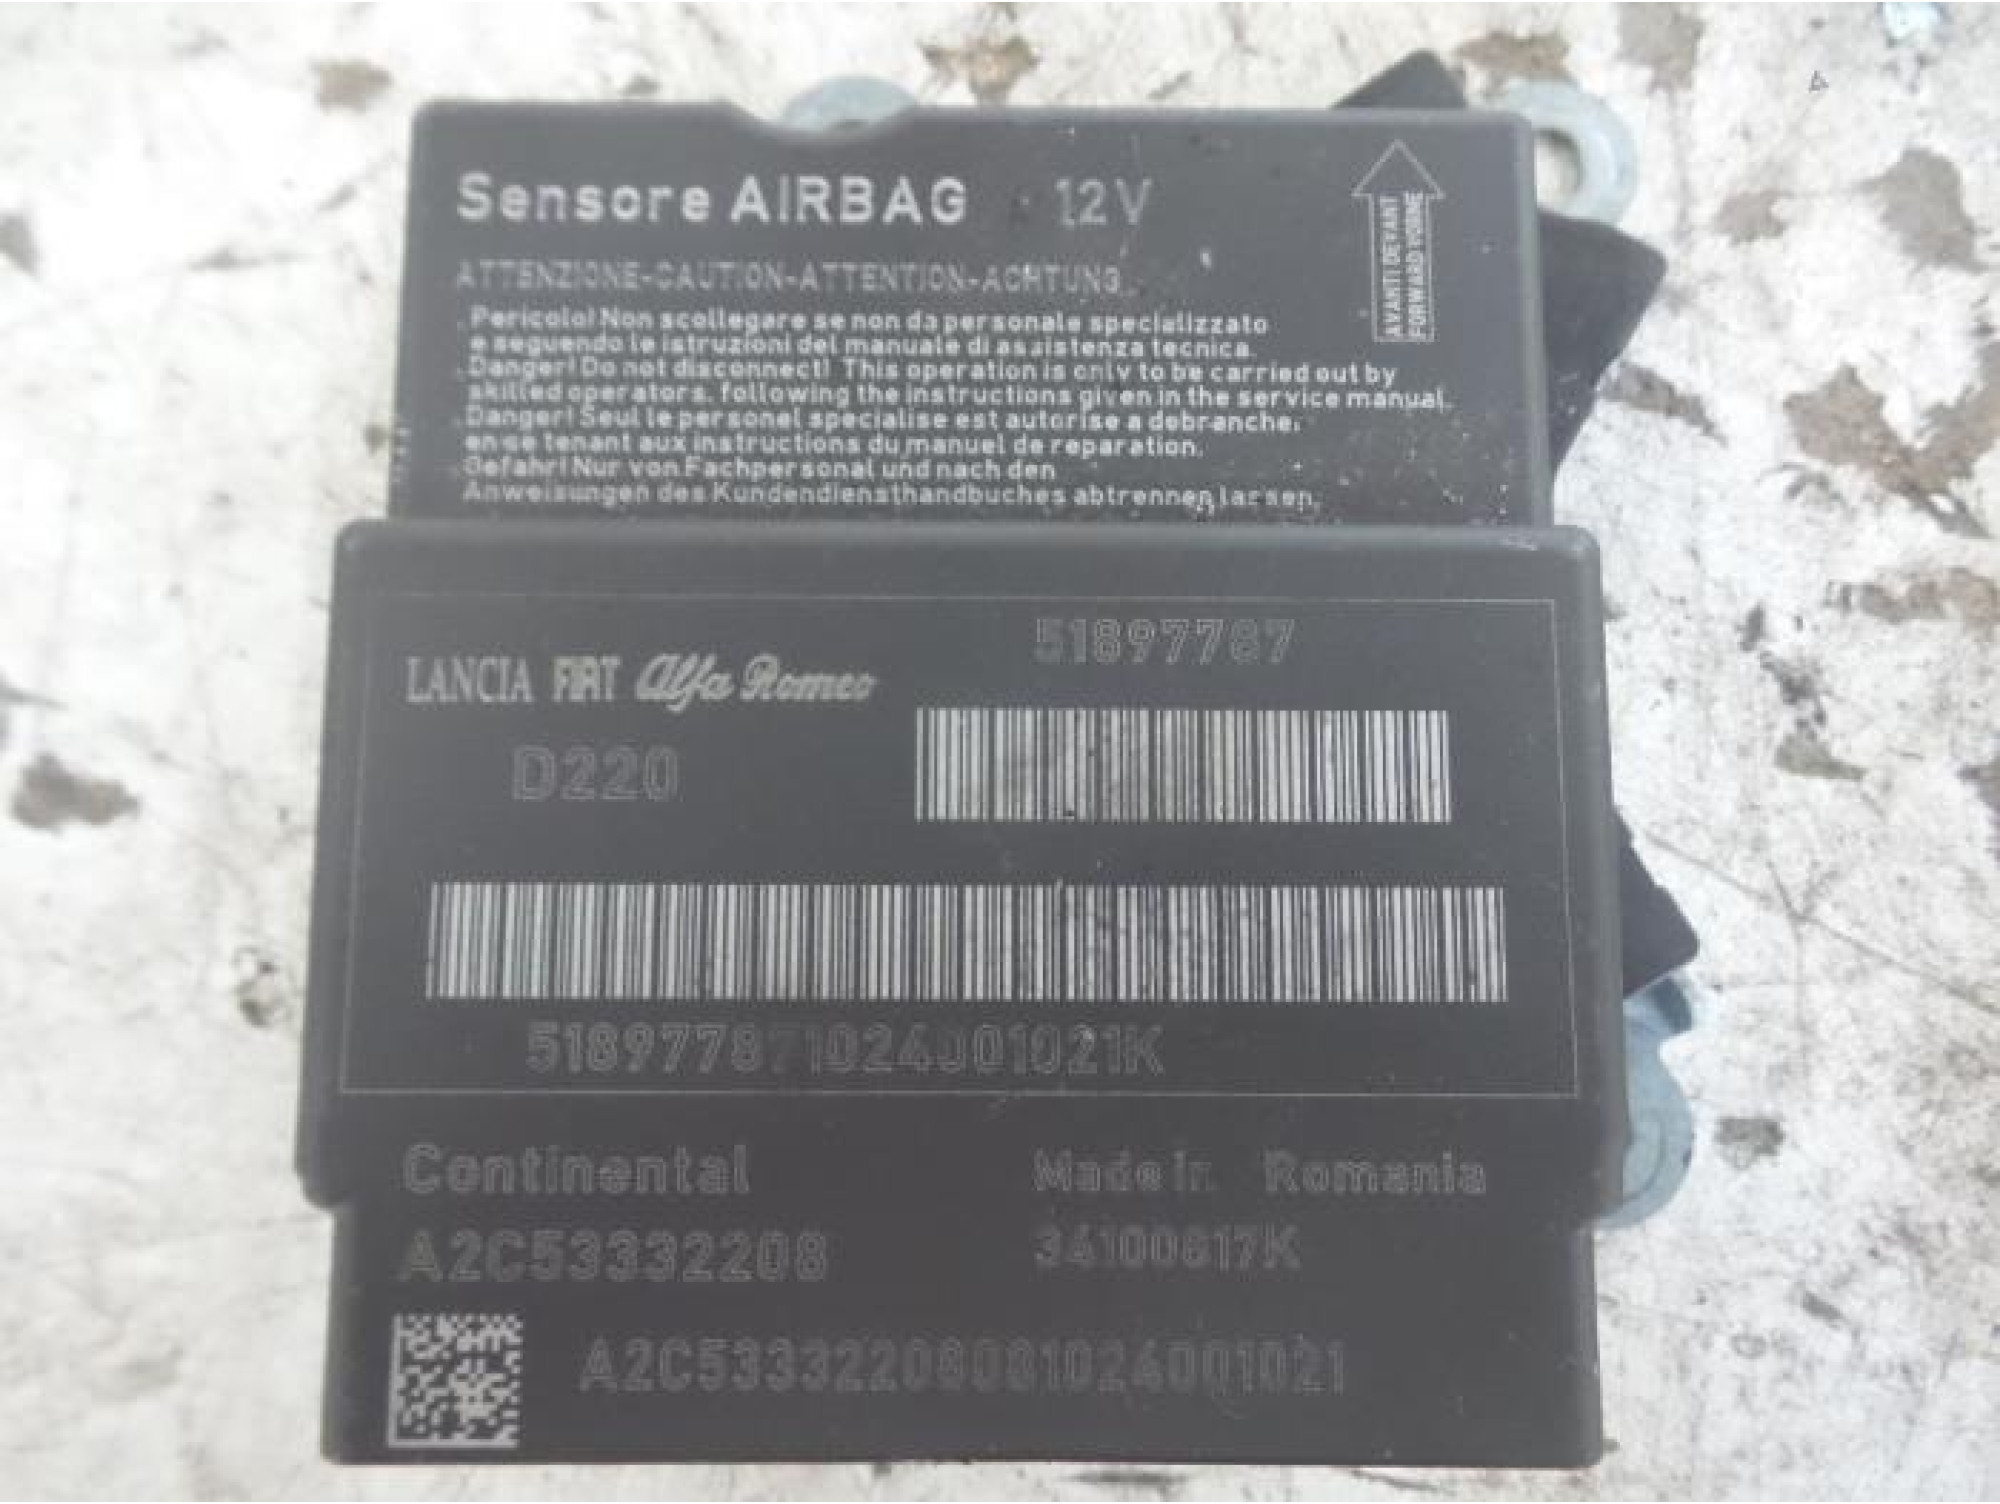 Sensore AIRBAG 12V
ATTENZIONE-CAUTION-ATTENTION-ACHTUNG
AVANTI DEVANT
FORWARD VORNE
Pericolo! Non scollegare se non da personale specializzato
e seguendo le istruzioni del manuale di assistenza tecnica.
Danger! Do not disconnect! This operation is only to be carried out by
skilled operators, following the instructions given in the service manual.
Danger! Seul le personel specialise est autorise a debranche,
en se tenant aux instructions du manuel de reparation.
Gefahr! Nur von Fachpersonal und nach den
Anweisungen des Kundendiensthandbuches abtrennen lassen.
51897787
LANCIA FIAT Alfa Romeo
D220
518977871024001021K
Continental Made in Romania
A2C53332208 34100617K
A2C53332208081024001021